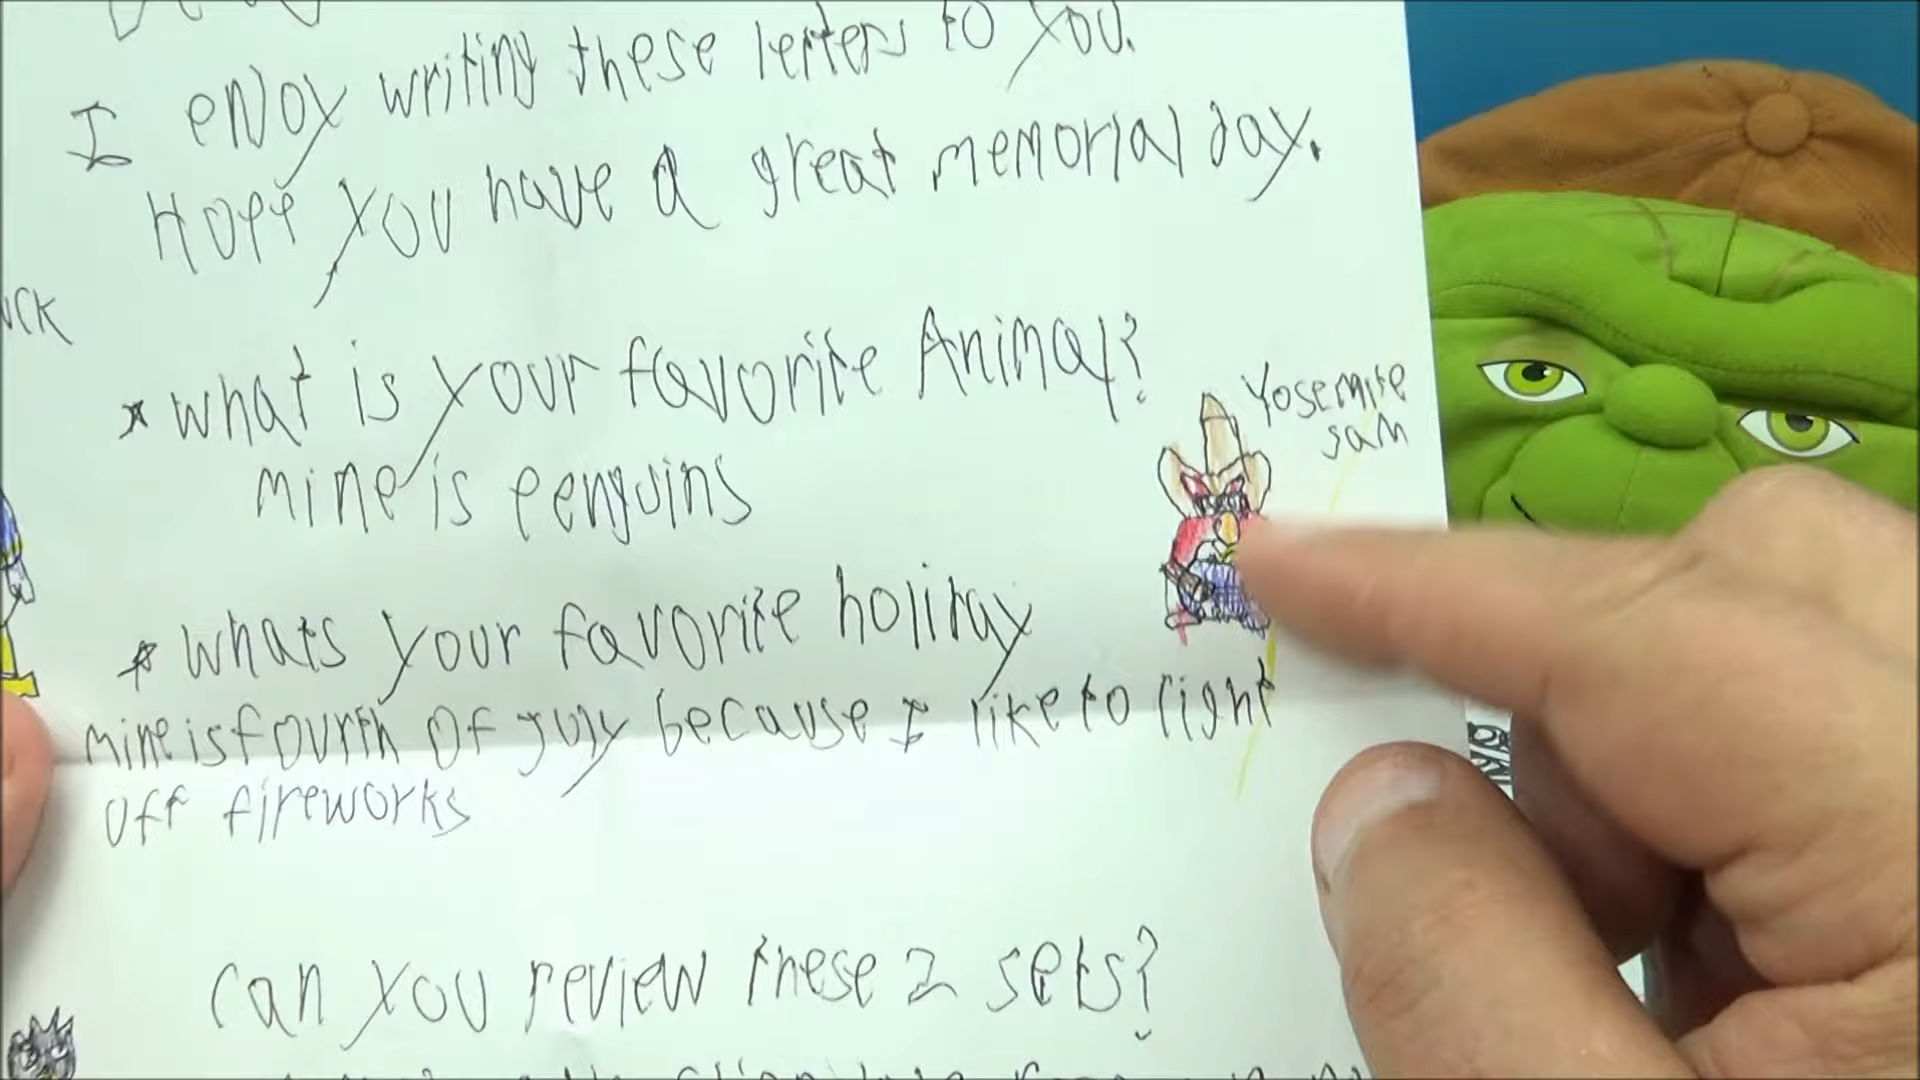 I enjoy writing these letters to you.
Hope you have a great memorial day.
* what is your favorite Animal?
mine is penguins
Yosemite
sam
* whats your favorite holiday
mine is fourth of july because I like to light
off fireworks
can you review these 2 sets?